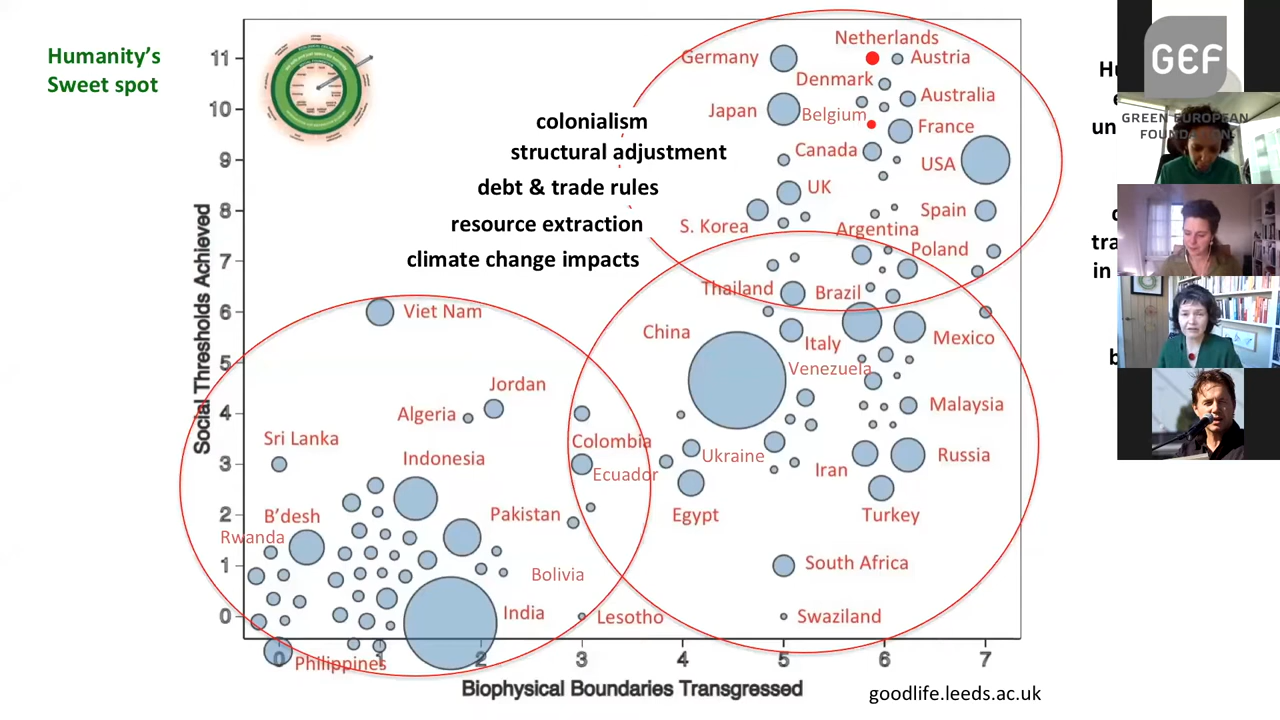 Humanity's
Sweet spot
11
10
9
8
7
6
5
4
3
2
1
0
Social Thresholds Achieved
0
1
2
3
4
5
6
7
Biophysical Boundaries Transgressed
goodlife.leeds.ac.uk
colonialism
structural adjustment
debt & trade rules
resource extraction
climate change impacts
Netherlands
Germany
Austria
Denmark
Australia
Japan
Belgium
France
Canada
USA
UK
Spain
S. Korea
Argentina
Poland
Thailand
Brazil
Viet Nam
China
Italy
Mexico
Venezuela
Jordan
Algeria
Malaysia
Sri Lanka
Colombia
Indonesia
Ukraine
Russia
Ecuador
Iran
B'desh
Pakistan
Egypt
Turkey
Rwanda
South Africa
Bolivia
India
Lesotho
Swaziland
Philippines
GEF
GREEN EUROPEAN
FOUNDATION
un
tra
in